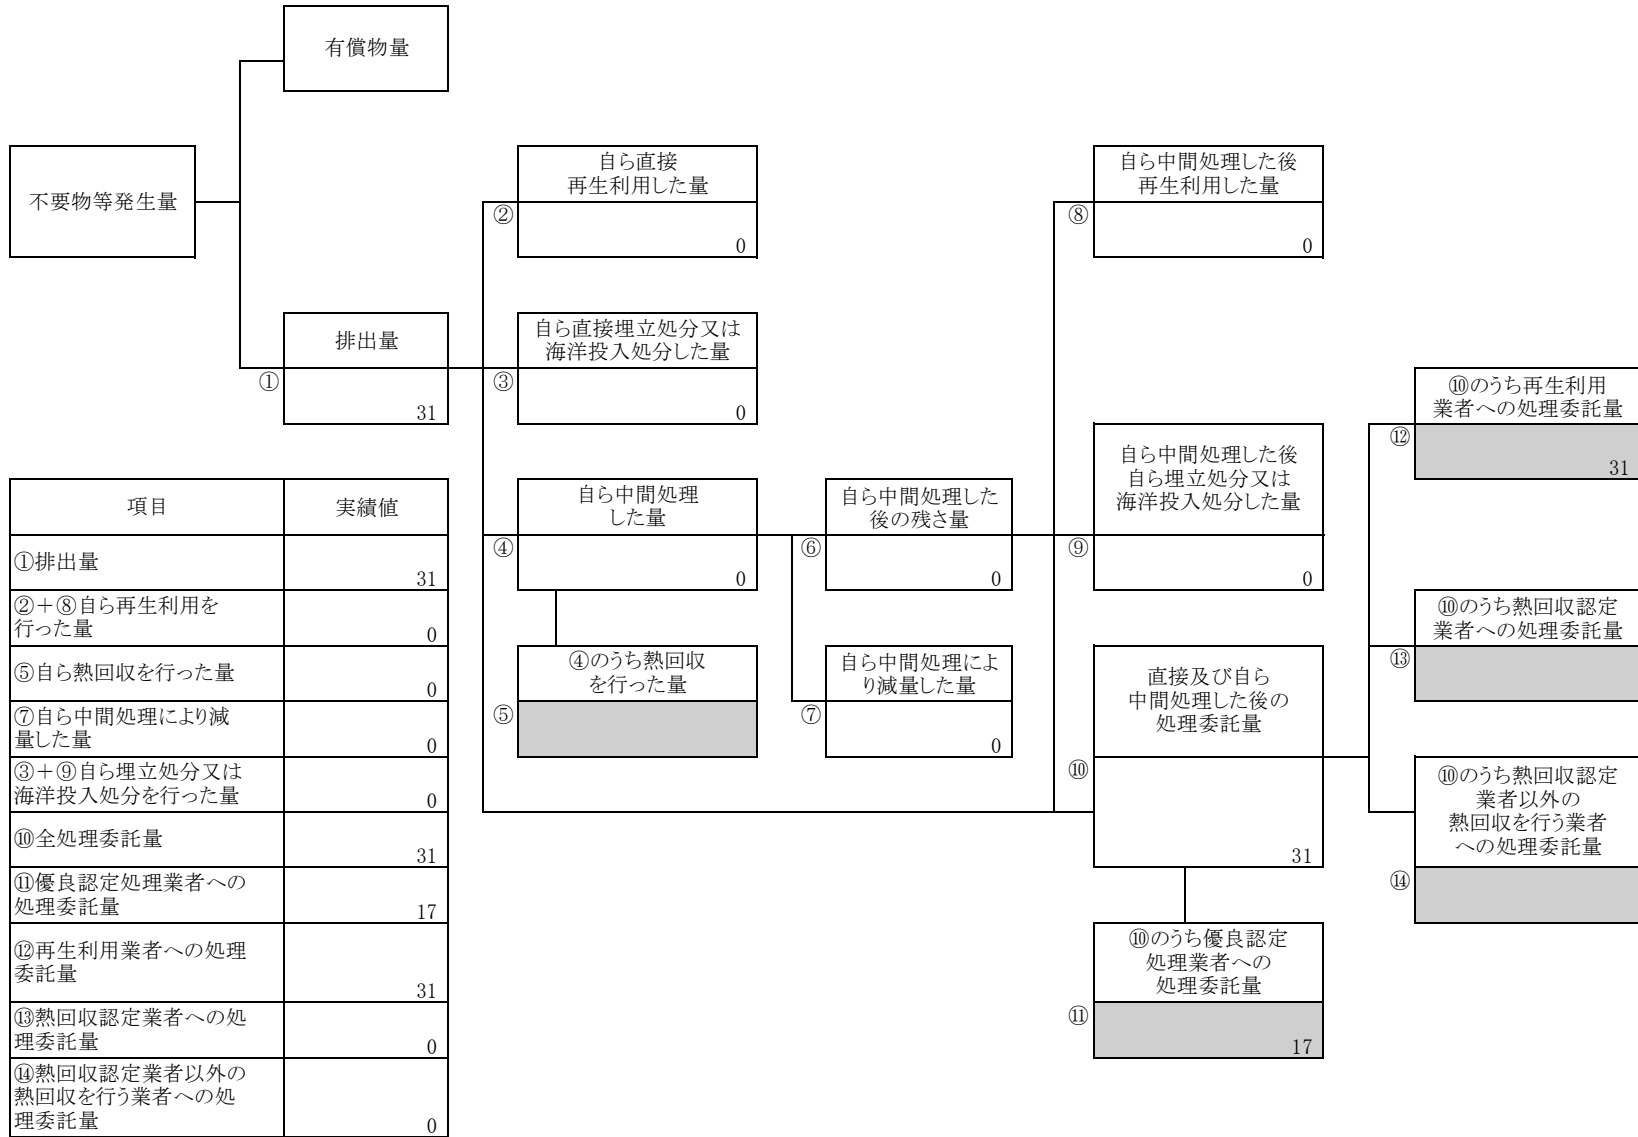 有償物量
不要物等発生量
自ら直接
再生利用した量
②
0
自ら中間処理した後
再生利用した量
⑧
0
排出量
①
31
自ら直接埋立処分又は
海洋投入処分した量
③
0
⑩のうち再生利用
業者への処理委託量
⑫
31
自ら中間処理
した量
④
0
自ら中間処理した
後の残さ量
⑥
0
自ら中間処理した後
自ら埋立処分又は
海洋投入処分した量
⑨
0
⑩のうち熱回収認定
業者への処理委託量
⑬
④のうち熱回収
を行った量
⑤
自ら中間処理によ
り減量した量
⑦
0
直接及び自ら
中間処理した後の
処理委託量
⑩
31
⑩のうち熱回収認定
業者以外の
熱回収を行う業者
への処理委託量
⑭
⑩のうち優良認定
処理業者への
処理委託量
⑪
17
項目 実績値
①排出量 31
②+⑧自ら再生利用を
行った量 0
⑤自ら熱回収を行った量 0
⑦自ら中間処理により減
量した量 0
③+⑨自ら埋立処分又は
海洋投入処分を行った量 0
⑩全処理委託量 31
⑪優良認定処理業者への
処理委託量 17
⑫再生利用業者への処理
委託量 31
⑬熱回収認定業者への処
理委託量 0
⑭熱回収認定業者以外の
熱回収を行う業者への処
理委託量 0